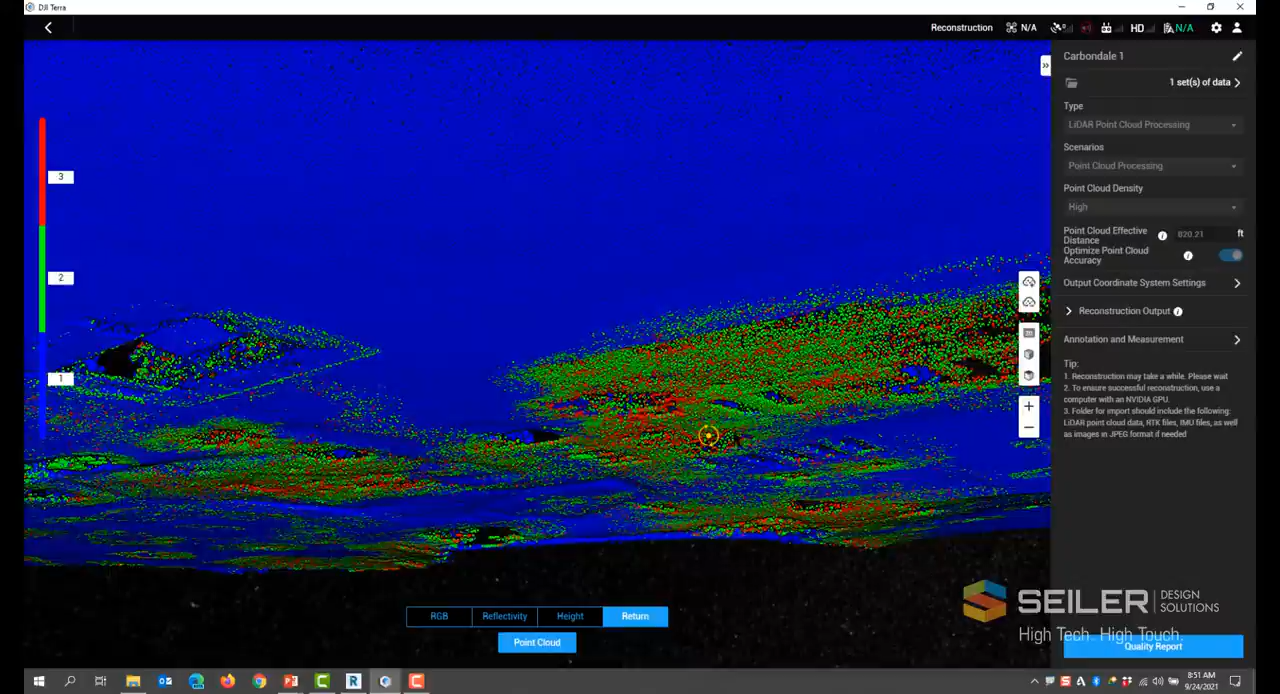 DJI Terra
Reconstruction
N/A
HD
N/A
Carbondale 1
1 set(s) of data
Type
LiDAR Point Cloud Processing
Scenarios
Point Cloud Processing
Point Cloud Density
High
Point Cloud Effective
Distance
820.21
ft
Optimize Point Cloud
Accuracy
Output Coordinate System Settings
Reconstruction Output
Annotation and Measurement
Tip:
1. Reconstruction may take a while. Please wait
2. To ensure successful reconstruction, use a
computer with an NVIDIA GPU.
3. Folder for import should include the following:
LiDAR point cloud data, RTK files, IMU files, as well
as images in JPEG format if needed
3
2
1
RGB
Reflectivity
Height
Return
Point Cloud
SEILER
DESIGN
SOLUTIONS
High Tech. High Touch.
Quality Report
8:51 AM
9/24/2021